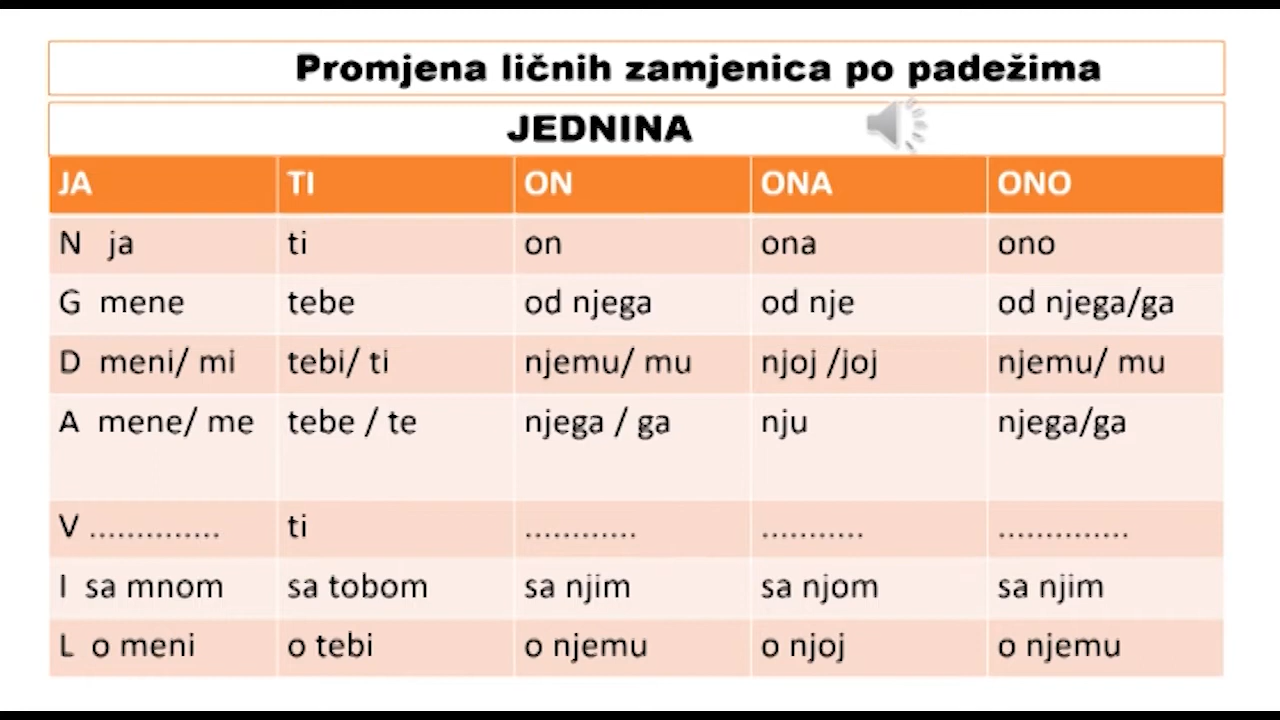 Promjena ličnih zamjenica po padežima
JEDNINA
JA TI ON ONA ONO
N ja ti on ona ono
G mene tebe od njega od nje od njega/ga
D meni/ mi tebi/ ti njemu/ mu njoj /joj njemu/ mu
A mene/ me tebe / te njega / ga nju njega/ga
V .............. ti ............ ........... ..............
I sa mnom sa tobom sa njim sa njom sa njim
L o meni o tebi o njemu o njoj o njemu